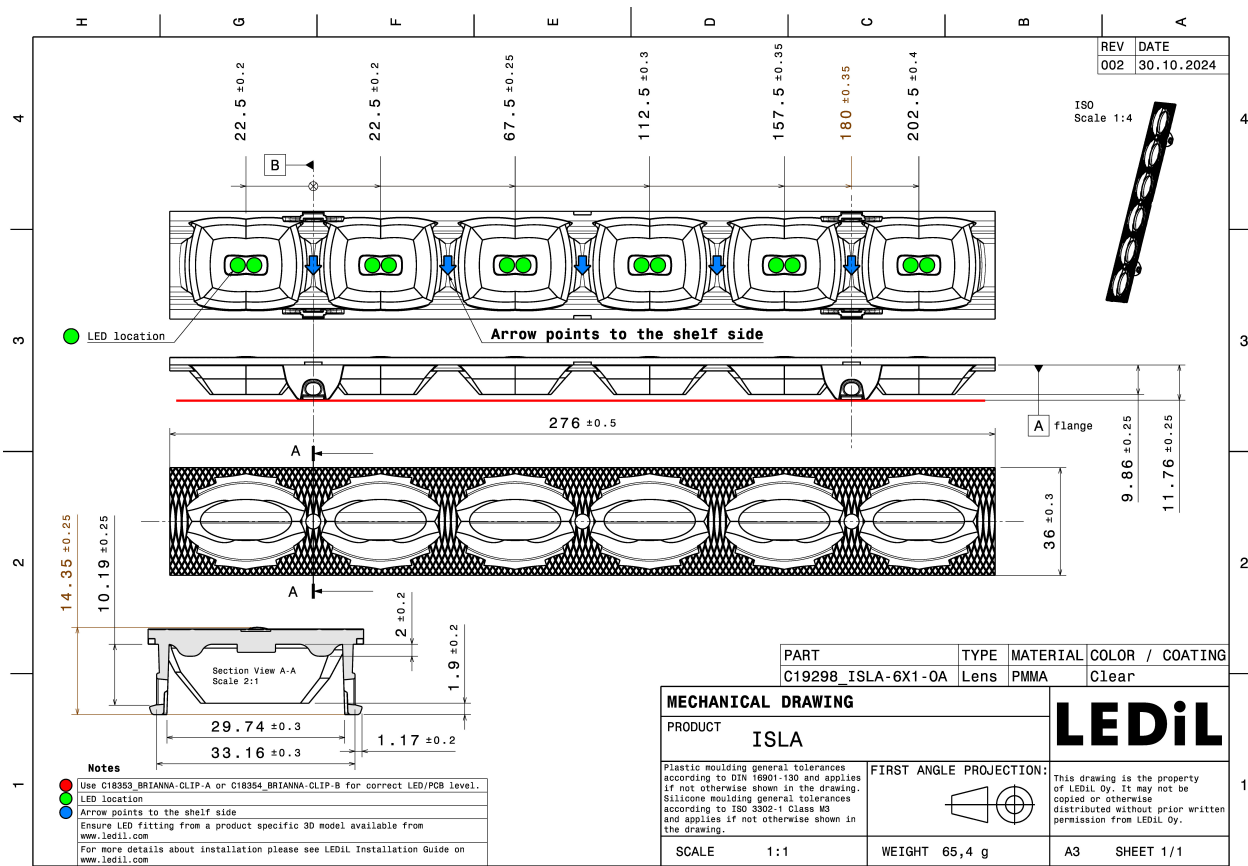 H G F E D C B A
REV DATE
002 30.10.2024
4
4
3
3
2
2
1
1
22.5 ±0.2
22.5 ±0.2
67.5 ±0.25
112.5 ±0.3
157.5 ±0.35
180 ±0.35
202.5 ±0.4
ISO
Scale 1:4
B
LED location
Arrow points to the shelf side
276 ±0.5
A flange
9.86 ±0.25
11.76 ±0.25
A
A
36 ±0.3
14.35 ±0.25
10.19 ±0.25
2 ±0.2
1.9 ±0.2
Section View A-A
Scale 2:1
29.74 ±0.3
33.16 ±0.3
1.17 ±0.2
Notes
Use C18353_BRIANNA-CLIP-A or C18354_BRIANNA-CLIP-B for correct LED/PCB level.
LED location
Arrow points to the shelf side
Ensure LED fitting from a product specific 3D model available from
www.ledil.com
For more details about installation please see LEDiL Installation Guide on
www.ledil.com
PART TYPE MATERIAL COLOR / COATING
C19298_ISLA-6X1-OA Lens PMMA Clear
MECHANICAL DRAWING
PRODUCT
ISLA
LEDiL
Plastic moulding general tolerances
according to DIN 16901-130 and applies
if not otherwise shown in the drawing.
Silicone moulding general tolerances
according to ISO 3302-1 Class M3
and applies if not otherwise shown in
the drawing.
FIRST ANGLE PROJECTION:
This drawing is the property
of LEDiL Oy. It may not be
copied or otherwise
distributed without prior written
permission from LEDiL Oy.
SCALE 1:1
WEIGHT 65,4 g
A3 SHEET 1/1